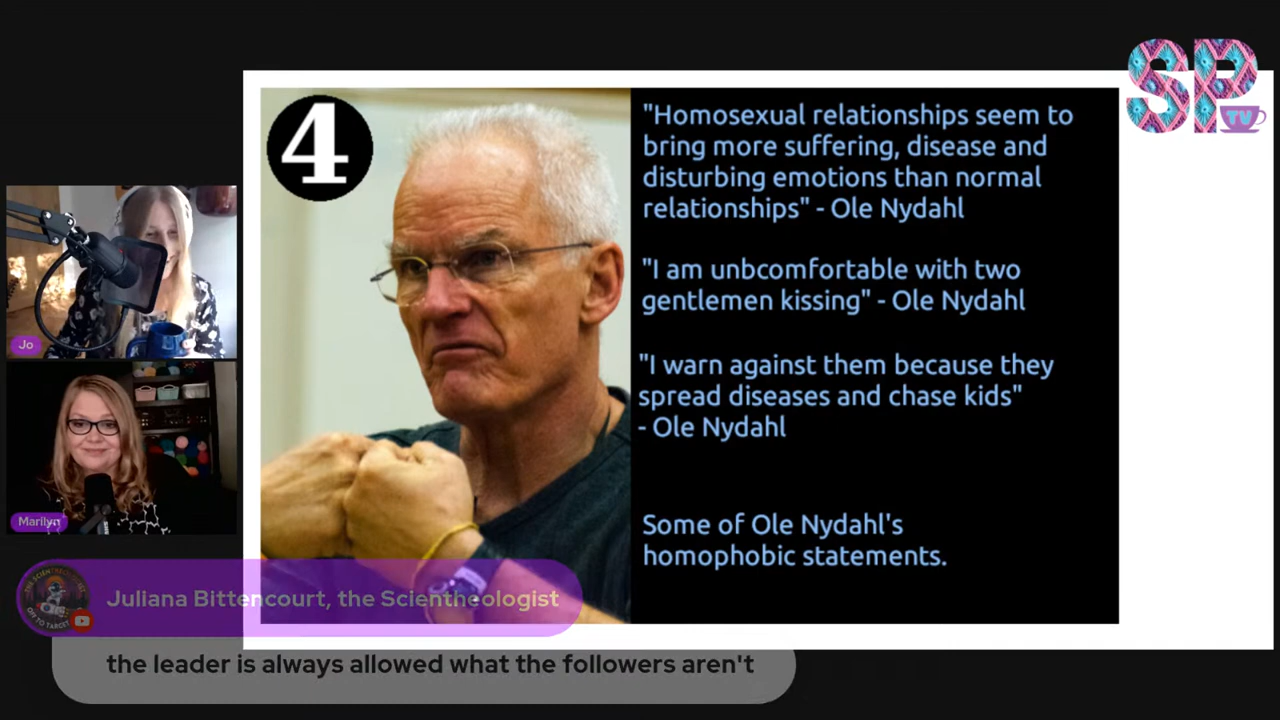 SP
TV
4
"Homosexual relationships seem to
bring more suffering, disease and
disturbing emotions than normal
relationships" - Ole Nydahl
"I am unbcomfortable with two
gentlemen kissing" - Ole Nydahl
"I warn against them because they
spread diseases and chase kids"
- Ole Nydahl
Some of Ole Nydahl's
homophobic statements.
Jo
Marilyn
Juliana Bittencourt, the Scientheologist
the leader is always allowed what the followers aren't